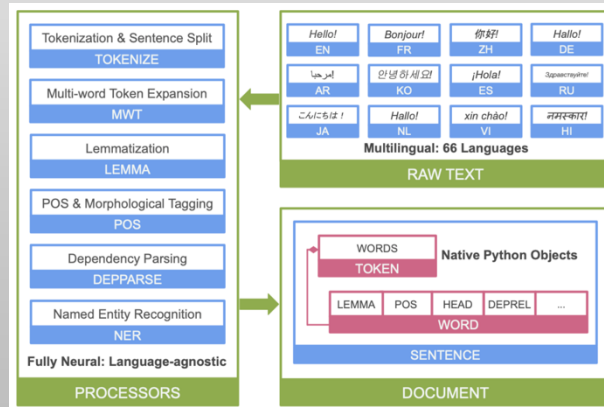 Tokenization & Sentence Split
TOKENIZE
Multi-word Token Expansion
MWT
Lemmatization
LEMMA
POS & Morphological Tagging
POS
Dependency Parsing
DEPPARSE
Named Entity Recognition
NER
Fully Neural: Language-agnostic
PROCESSORS
Hello!
EN
Bonjour!
FR
你好!
ZH
Hallo!
DE
مرحبا!
AR
안녕하세요!
KO
¡Hola!
ES
Здравствуйте!
RU
こんにちは!
JA
Hallo!
NL
xin chào!
VI
नमस्कार!
HI
Multilingual: 66 Languages
RAW TEXT
WORDS
TOKEN
Native Python Objects
LEMMA POS HEAD DEPREL ...
WORD
SENTENCE
DOCUMENT